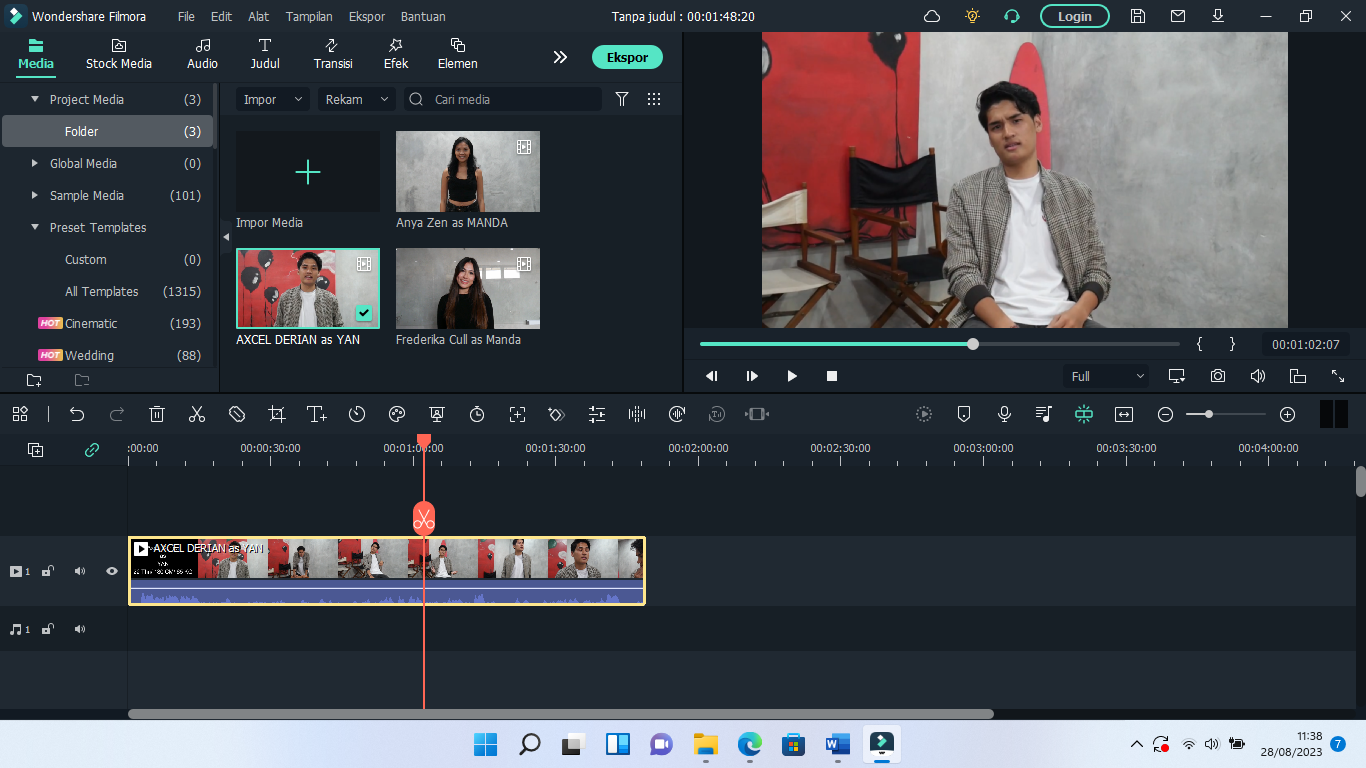 Wondershare Filmora
File Edit Alat Tampilan Ekspor Bantuan
Tanpa judul : 00:01:48:20
Login
Media Stock Media Audio Judul Transisi Efek Elemen
Ekspor
Project Media (3)
Folder (3)
Global Media (0)
Sample Media (101)
Preset Templates
Custom (0)
All Templates (1315)
HOT Cinematic (193)
HOT Wedding (88)
Impor Rekam Cari media
Impor Media
Anya Zen as MANDA
AXCEL DERIAN as YAN
Frederika Cull as Manda
00:01:02:07
Full
:00:00 00:00:30:00 00:01:00:00 00:01:30:00 00:02:00:00 00:02:30:00 00:03:00:00 00:03:30:00 00:04:00:00
AXCEL DERIAN as YAN
as
YAN
1
1
11:38
28/08/2023
7